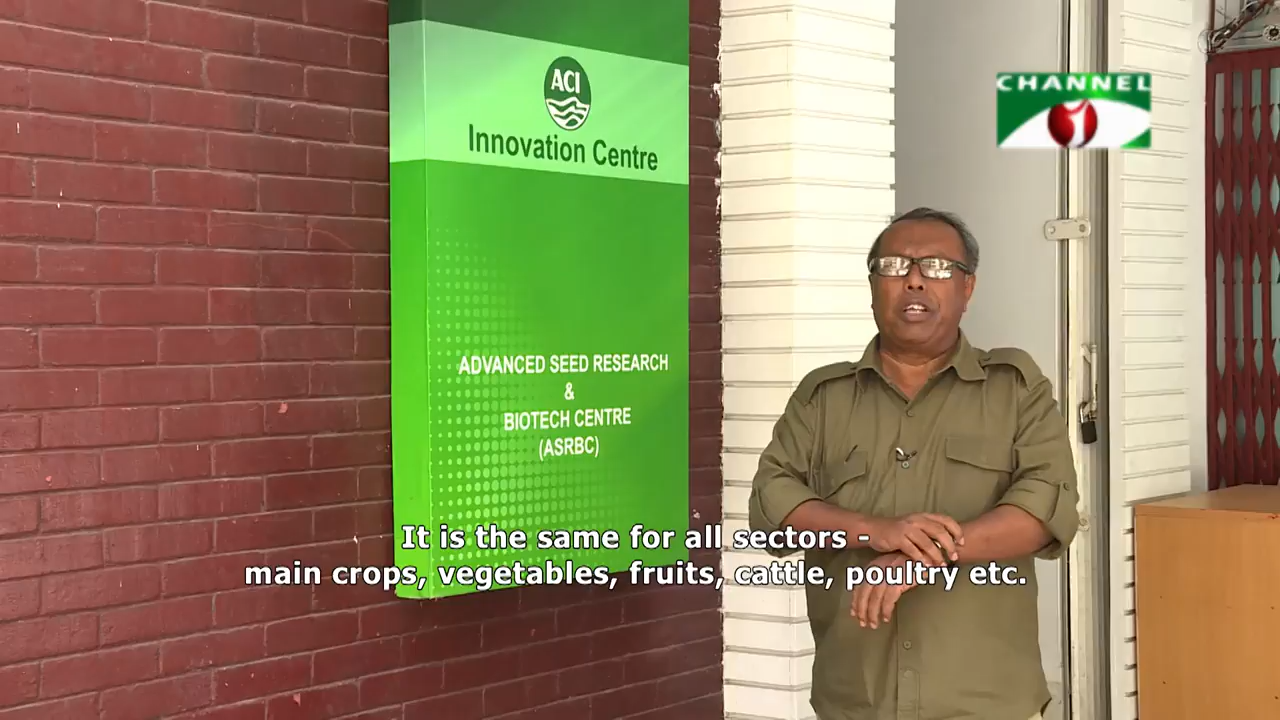 CHANNEL
1
ACI
Innovation Centre
ADVANCED SEED RESEARCH
&
BIOTECH CENTRE
(ASRBC)
It is the same for all sectors -
main crops, vegetables, fruits, cattle, poultry etc.